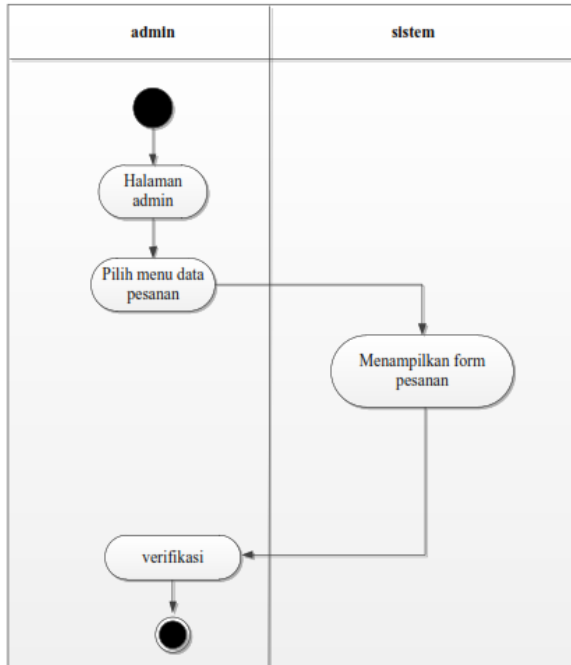 admin
sistem
Halaman
admin
Pilih menu data
pesanan
Menampilkan form
pesanan
verifikasi